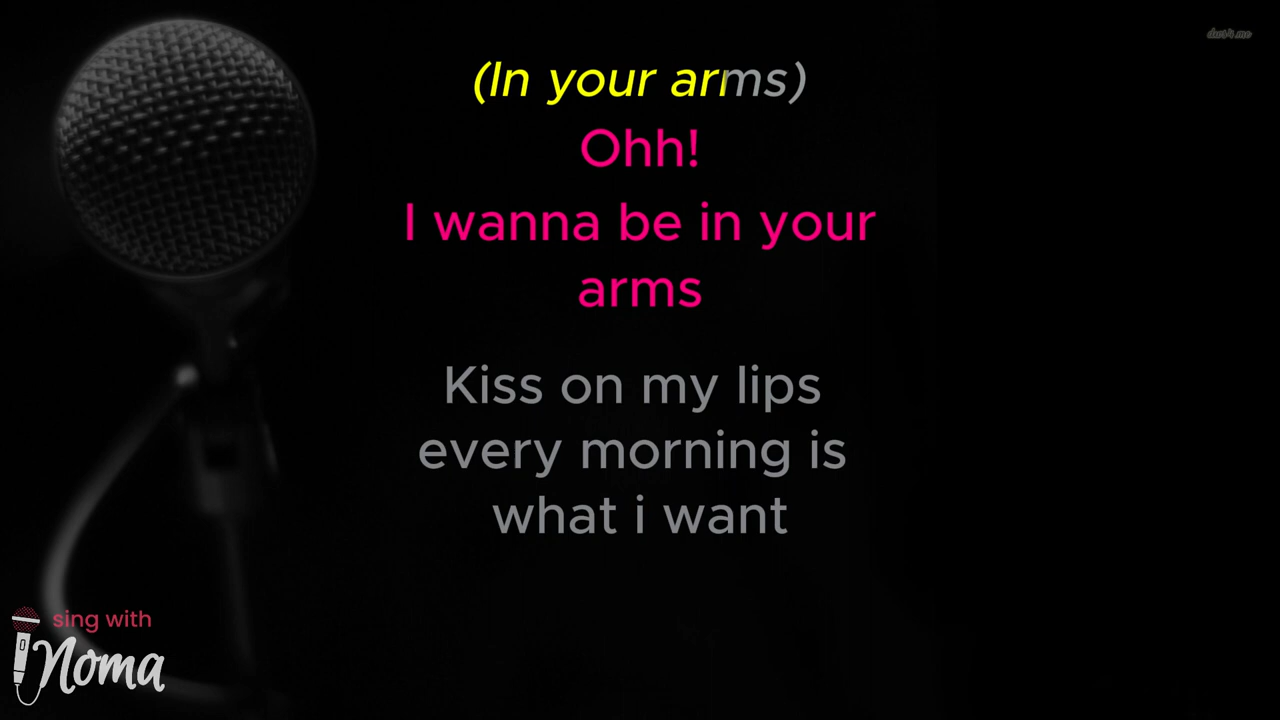 (In your arms)
Ohh!
I wanna be in your
arms
Kiss on my lips
every morning is
what i want
sing with
Noma